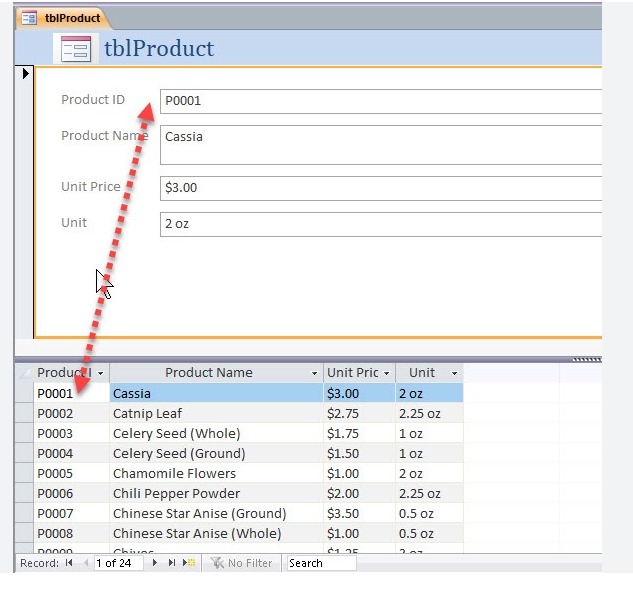 tblProduct
tblProduct
Product ID P0001
Product Name Cassia
Unit Price $3.00
Unit 2 oz
Product I Product Name Unit Pric Unit
P0001 Cassia $3.00 2 oz
P0002 Catnip Leaf $2.75 2.25 oz
P0003 Celery Seed (Whole) $1.75 1 oz
P0004 Celery Seed (Ground) $1.50 1 oz
P0005 Chamomile Flowers $1.00 2 oz
P0006 Chili Pepper Powder $2.00 2.25 oz
P0007 Chinese Star Anise (Ground) $3.50 0.5 oz
P0008 Chinese Star Anise (Whole) $1.00 0.5 oz
P0009 Chives $1.25
Record: 1 of 24 No Filter Search